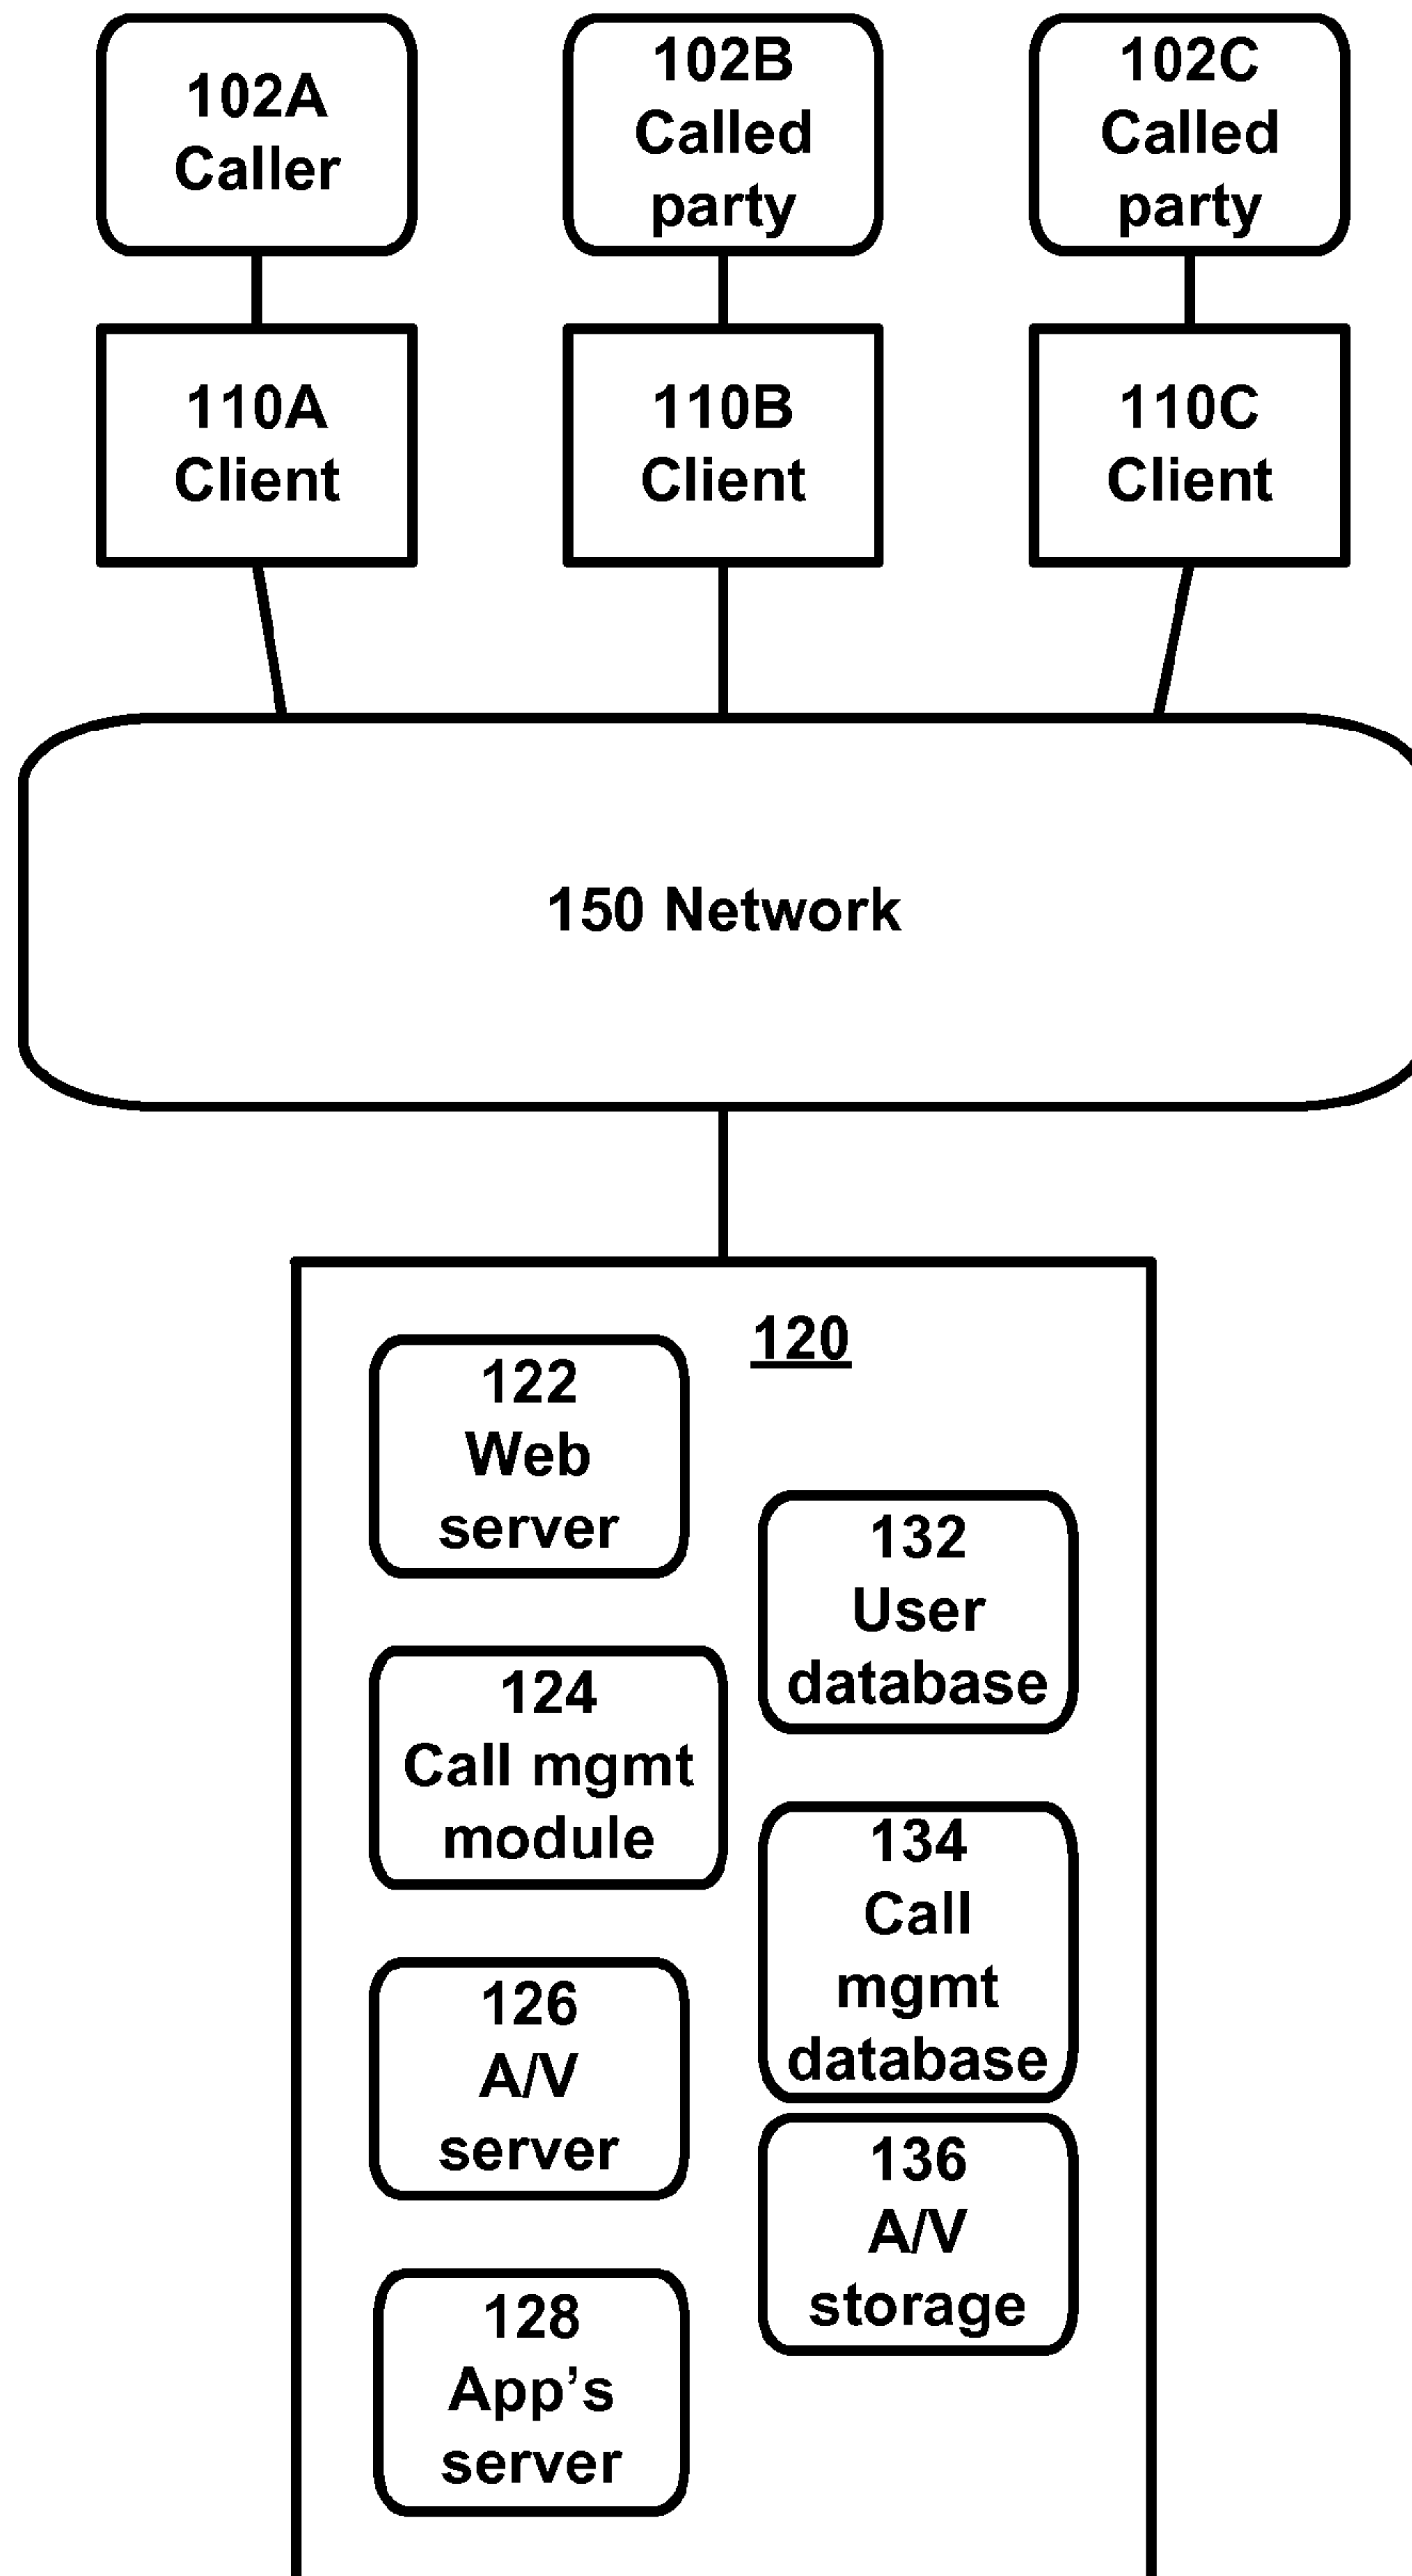 102A
Caller
102B
Called
party
102C
Called
party
110A
Client
110B
Client
110C
Client
150 Network
120
122
Web
server
132
User
database
124
Call mgmt
module
134
Call
mgmt
database
126
A/V
server
136
A/V
storage
128
App’s
server